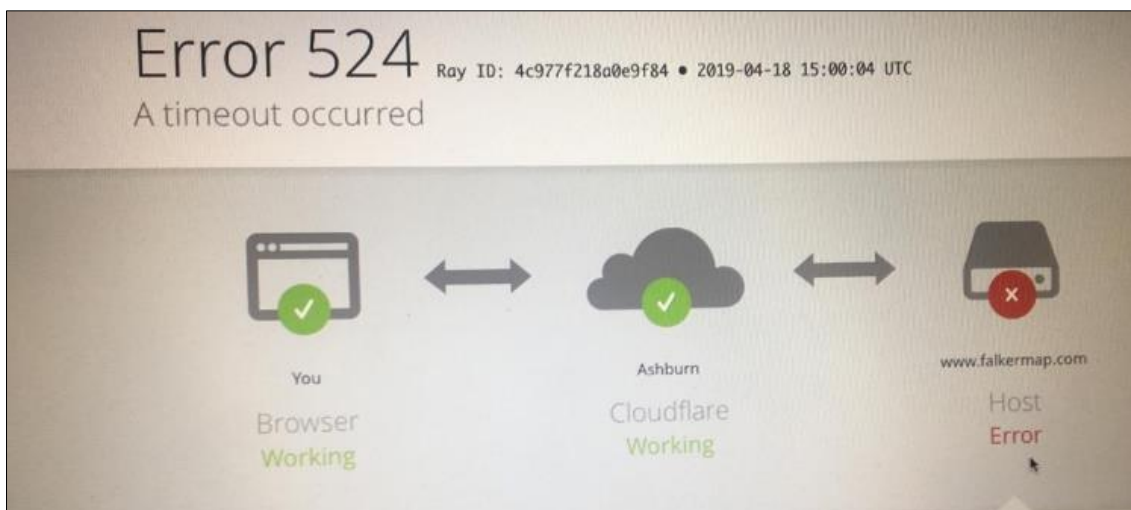 Error 524 Ray ID: 4c977f218a0e9f84 • 2019-04-18 15:00:04 UTC
A timeout occurred
You
Browser
Working
Ashburn
Cloudflare
Working
www.falkermap.com
Host
Error